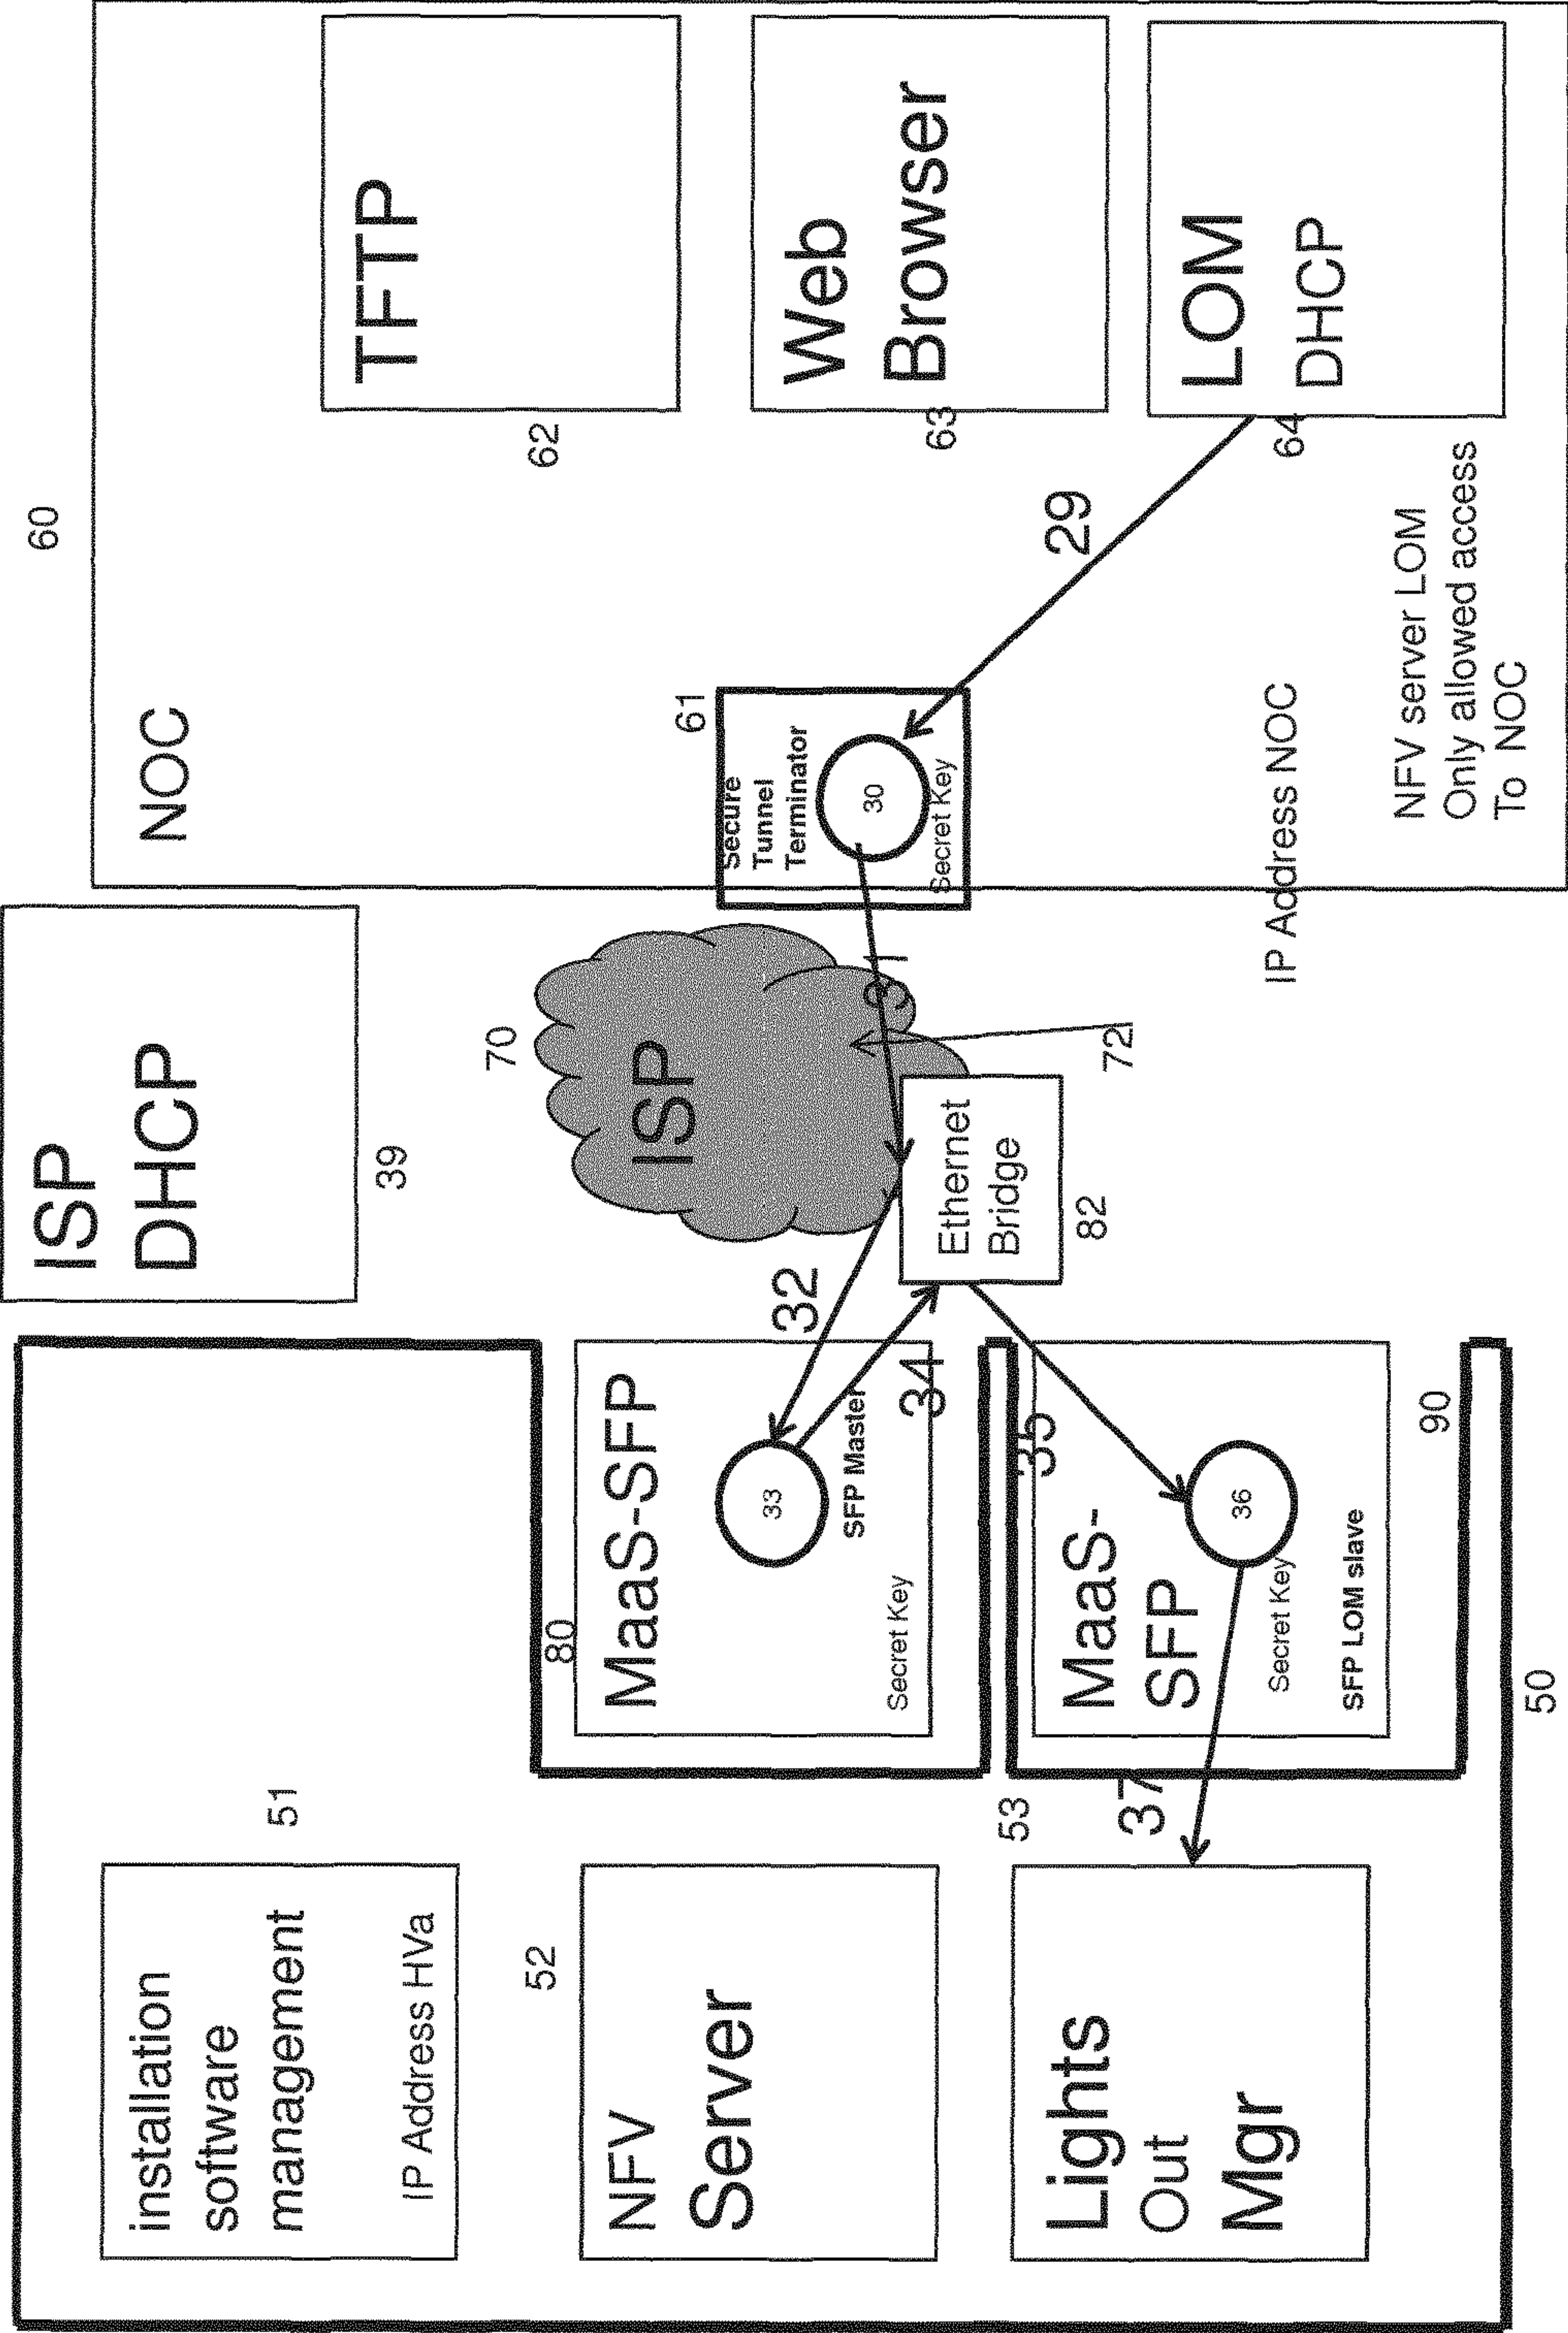 installation
software
management
IP Address HVa
51
NFV
Server
52
Lights
Out
Mgr
53
37
50
80
MaaS-SFP
33
SFP Master
Secret Key
34
32
35
MaaS-
SFP
36
Secret Key
SFP LOM slave
90
ISP
DHCP
39
70
ISP
31
72
Ethernet
Bridge
82
60
NOC
61
Secure
Tunnel
Terminator
30
Secret Key
29
IP Address NOC
NFV server LOM
Only allowed access
To NOC
TFTP
62
Web
Browser
63
LOM
DHCP
64